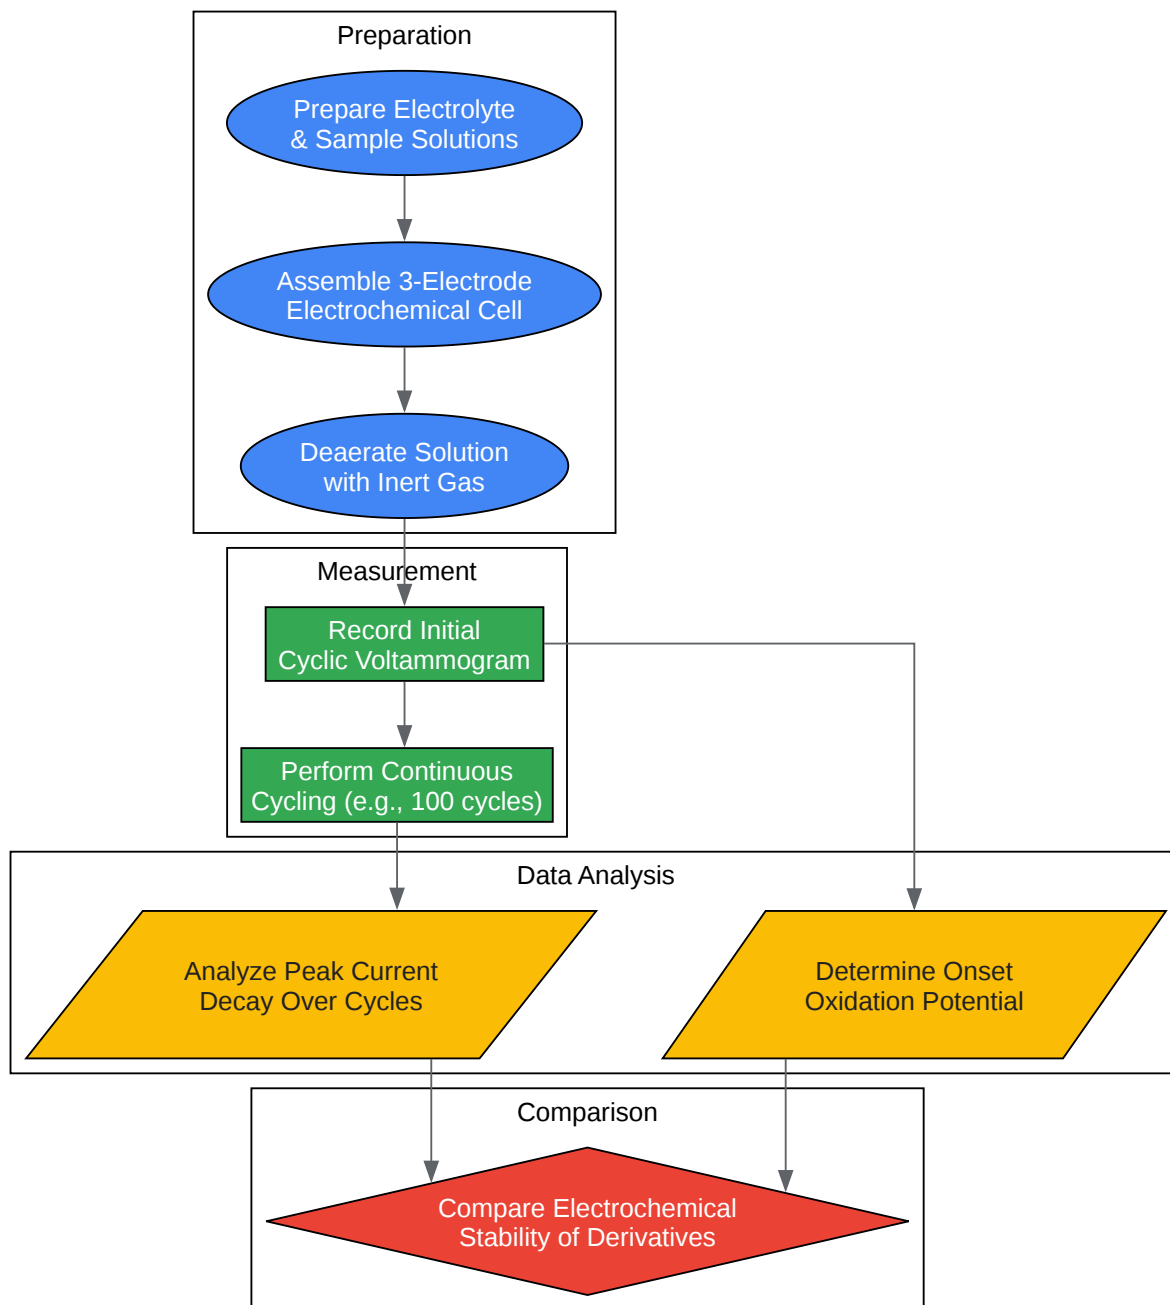 Preparation
Prepare Electrolyte
& Sample Solutions
Assemble 3-Electrode
Electrochemical Cell
Deaerate Solution
with Inert Gas
Measurement
Record Initial
Cyclic Voltammogram
Perform Continuous
Cycling (e.g., 100 cycles)
Data Analysis
Analyze Peak Current
Decay Over Cycles
Determine Onset
Oxidation Potential
Comparison
Compare Electrochemical
Stability of Derivatives